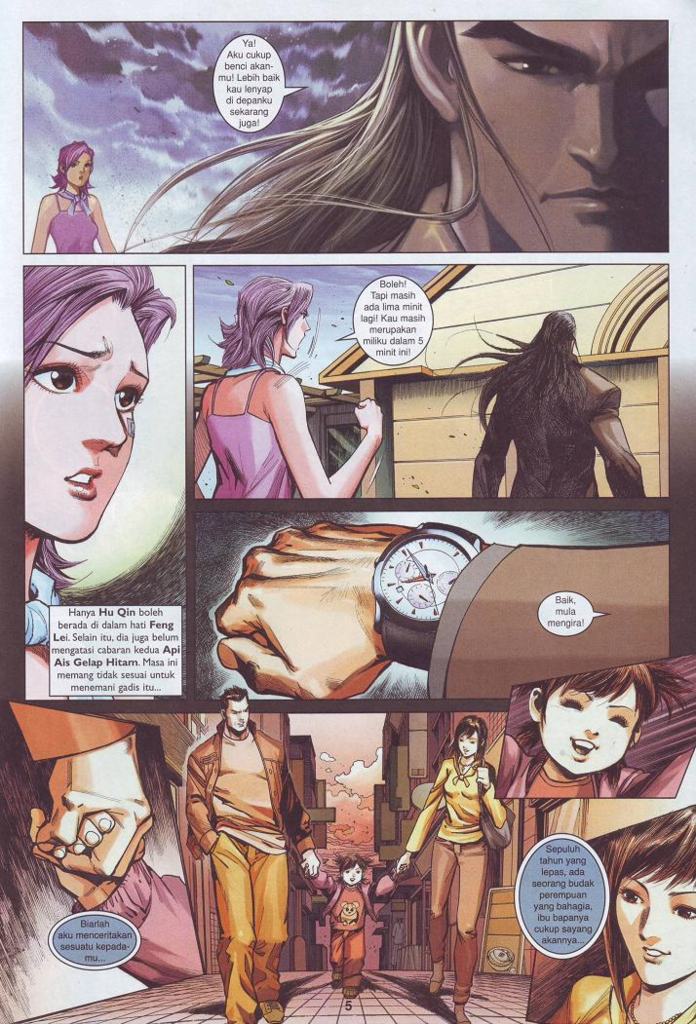 Ya!
Aku cukup
benci akan-
mu! Lebih baik
kau lenyap
di depanku
sekarang
juga!
Boleh!
Tapi masih
ada lima minit
lagi! Kau masih
merupakan
miliku dalam 5
minit ini!
Hanya Hu Qin boleh
berada di dalam hati Feng
Lei. Selain itu, dia juga belum
mengatasi cabaran kedua Api
Ais Gelap Hitam. Masa ini
memang tidak sesuai untuk
menemani gadis itu...
Baik,
mula
mengira!
Biarlah
aku menceritakan
sesuatu kepada-
mu...
Sepuluh
tahun yang
lepas, ada
seorang budak
perempuan
yang bahagia,
ibu bapanya
cukup sayang
akannya...
5